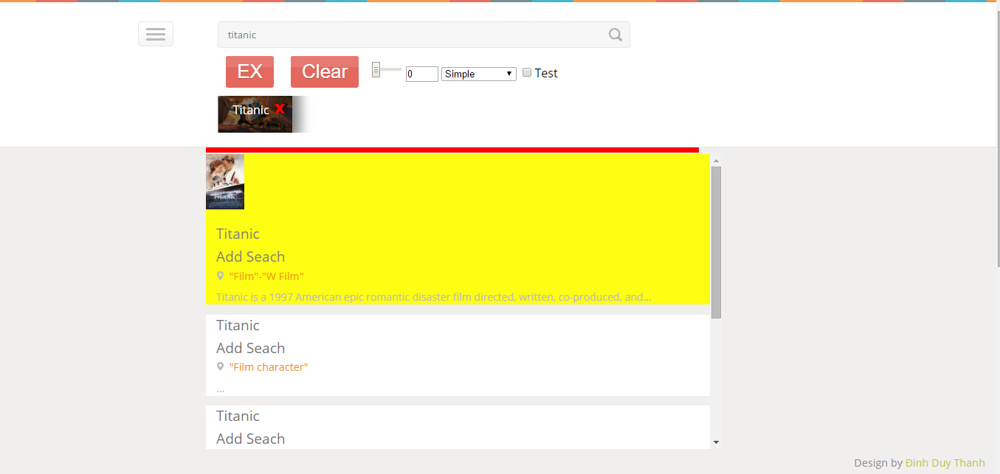 titanic
EX
Clear
0
Simple
Test
Titanic X
TITANIC
Titanic
Add Seach
"Film"-"W Film"
Titanic is a 1997 American epic romantic disaster film directed, written, co-produced, and...
Titanic
Add Seach
"Film character"
...
Titanic
Add Seach
Design by Đinh Duy Thanh